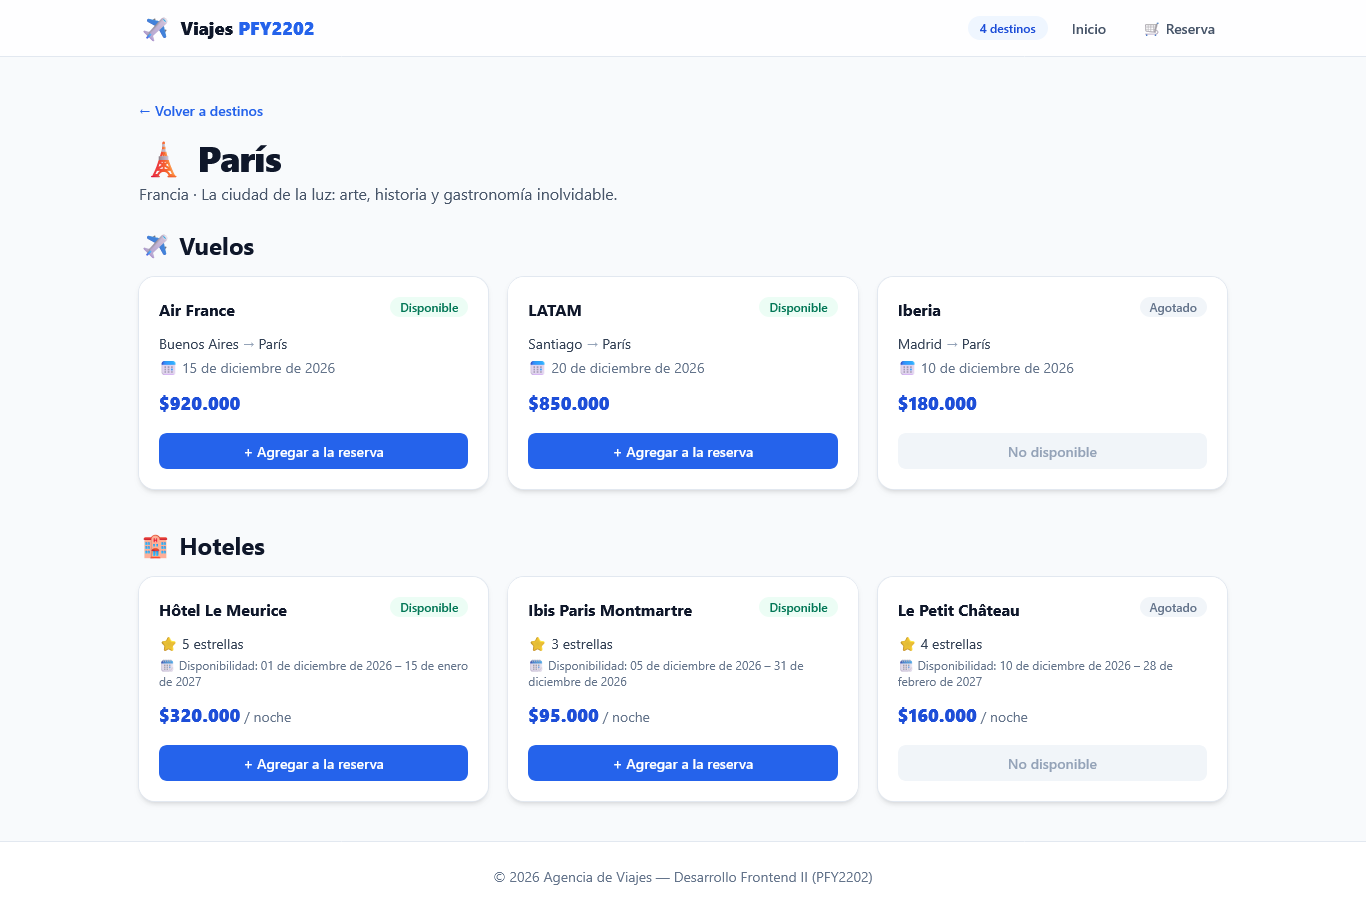 Viajes PFY2202
4 destinos
Inicio
Reserva
← Volver a destinos
París
Francia · La ciudad de la luz: arte, historia y gastronomía inolvidable.
Vuelos
Air France
Disponible
Buenos Aires → París
15 de diciembre de 2026
$920.000
+ Agregar a la reserva
LATAM
Disponible
Santiago → París
20 de diciembre de 2026
$850.000
+ Agregar a la reserva
Iberia
Agotado
Madrid → París
10 de diciembre de 2026
$180.000
No disponible
Hoteles
Hôtel Le Meurice
Disponible
5 estrellas
Disponibilidad: 01 de diciembre de 2026 – 15 de enero
de 2027
$320.000 / noche
+ Agregar a la reserva
Ibis Paris Montmartre
Disponible
3 estrellas
Disponibilidad: 05 de diciembre de 2026 – 31 de
diciembre de 2026
$95.000 / noche
+ Agregar a la reserva
Le Petit Château
Agotado
4 estrellas
Disponibilidad: 10 de diciembre de 2026 – 28 de
febrero de 2027
$160.000 / noche
No disponible
© 2026 Agencia de Viajes — Desarrollo Frontend II (PFY2202)